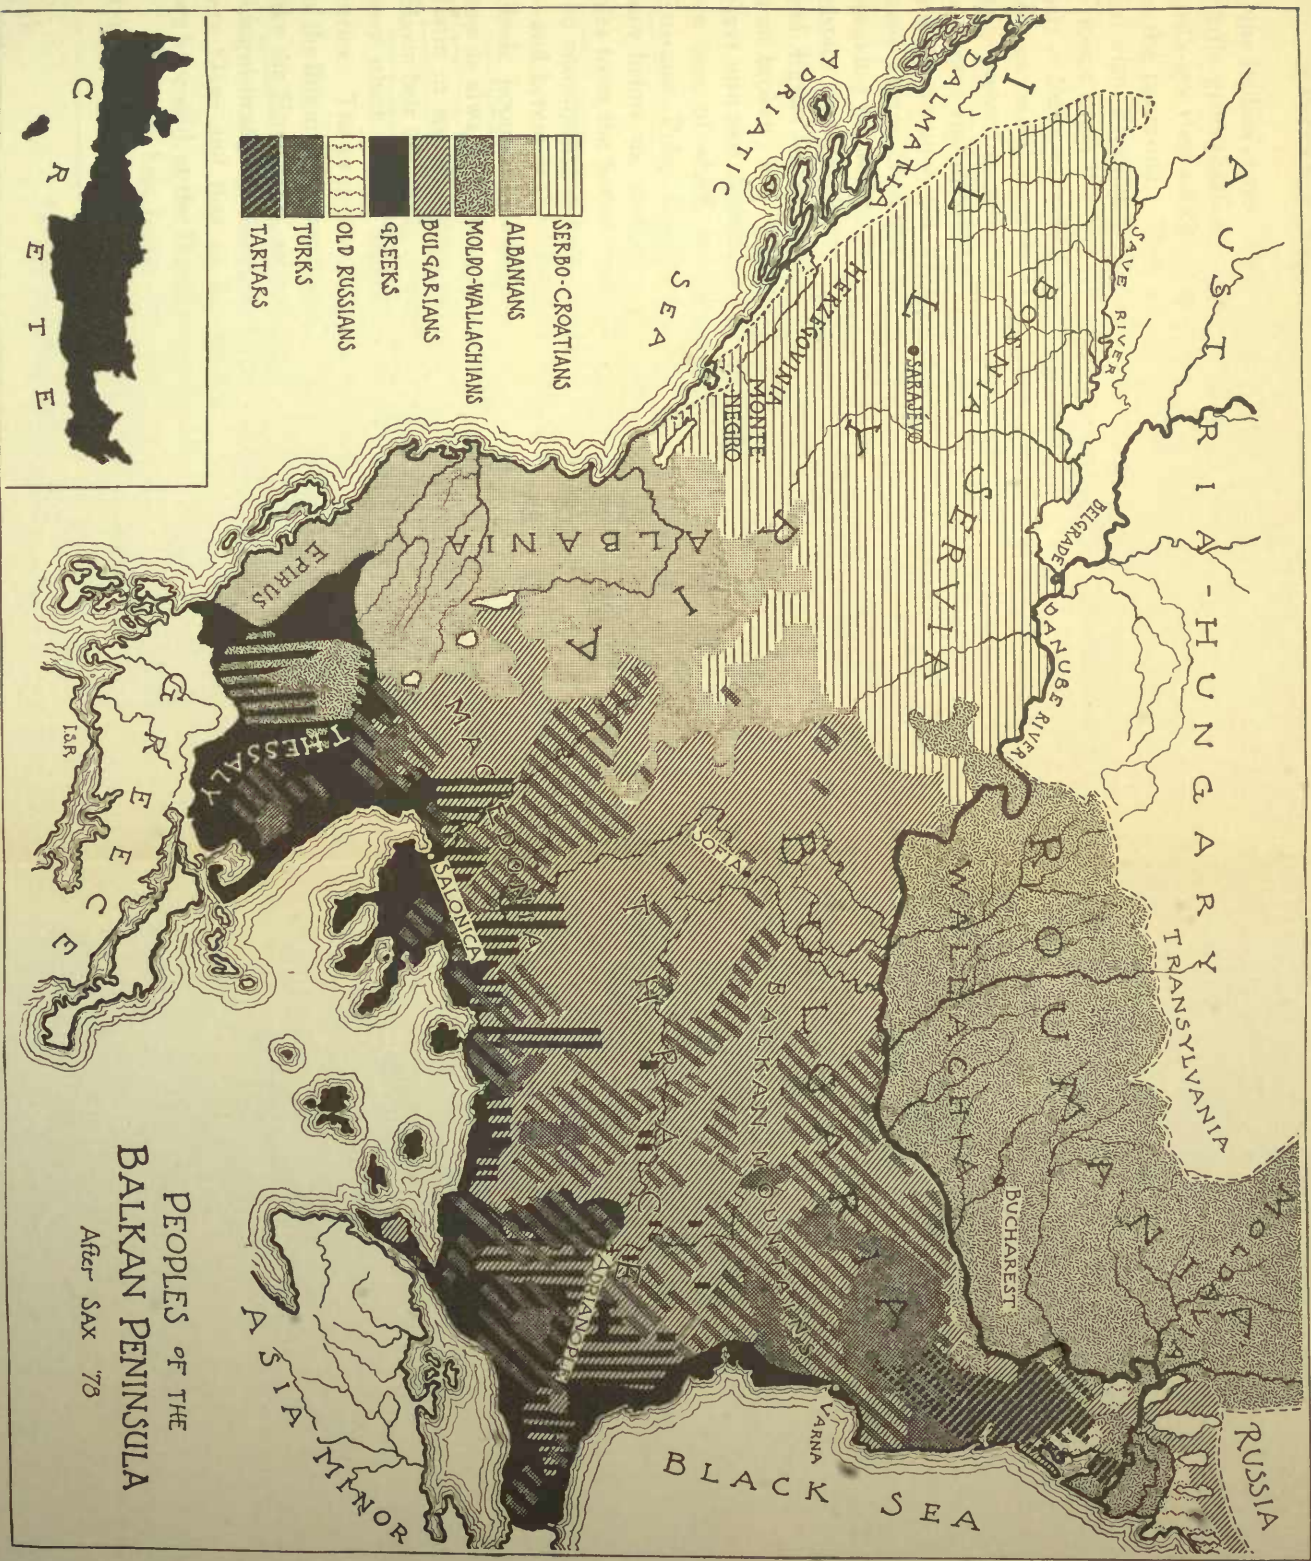 PEOPLES OF THE
BALKAN PENINSULA
After SAX '78
SERBO-CROATIANS
ALBANIANS
MOLDO-WALLACHIANS
BULGARIANS
GREEKS
OLD RUSSIANS
TURKS
TARTARS
CRETE
AUSTRIA-HUNGARY
TRANSYLVANIA
RUSSIA
MOLDAVIA
ROUMANIA
WALLACHIA
BUCHAREST
DALMATIA
ADRIATIC
SEA
ILLYRIA
SAVE RIVER
BOSNIA
HERZEGOVINIA
SARAJÉVO
MONTE-
NEGRO
SERVIA
BELGRADE
DANUBE RIVER
ALBANIA
EPIRUS
THESSALY
GREECE
MACEDONIA
SALONICA
SOFIA
BULGARIA
BALKAN MOUNTAINS
THRACE
ADRIANOPLE
VARNA
BLACK SEA
ASIA MINOR
I.S.R.